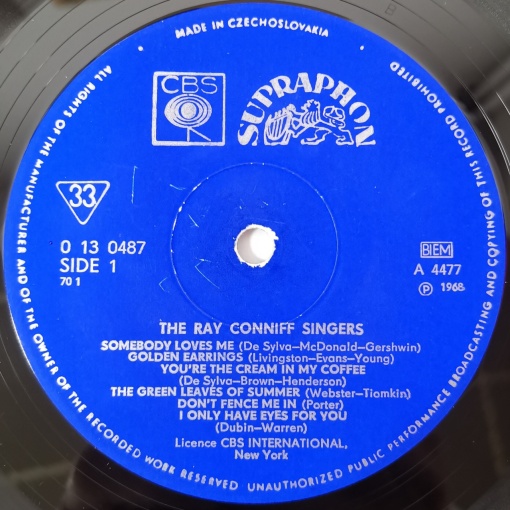 MADE IN CZECHOSLOVAKIA
ALL RIGHTS OF THE MANUFACTURER AND OF THE OWNER OF THE RECORDED WORK RESERVED UNAUTHORIZED PUBLIC PERFORMANCE BROADCASTING AND COPYING OF THIS RECORD PROHIBITED
CBS
SUPRAPHON
33
0 13 0487
SIDE 1
70 1
BIEM
A 4477
Ⓟ 1968
THE RAY CONNIFF SINGERS
SOMEBODY LOVES ME (De Sylva–McDonald–Gershwin)
GOLDEN EARRINGS (Livingston–Evans–Young)
YOU'RE THE CREAM IN MY COFFEE
(De Sylva–Brown–Henderson)
THE GREEN LEAVES OF SUMMER (Webster–Tiomkin)
DON'T FENCE ME IN (Porter)
I ONLY HAVE EYES FOR YOU
(Dubin–Warren)
Licence CBS INTERNATIONAL,
New York